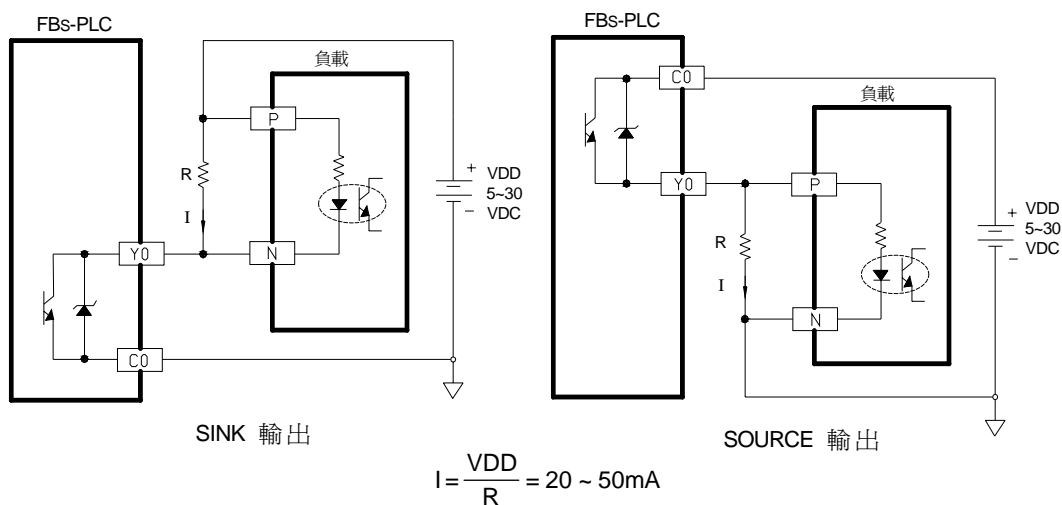 FBs-PLC
負載
P
R
I
+
VDD
5~30
−
VDC
Y0
N
C0
SINK 輸出
FBs-PLC
C0
負載
Y0
P
+
VDD
5~30
−
VDC
R
I
N
SOURCE 輸出
I = VDD / R = 20 ~ 50mA